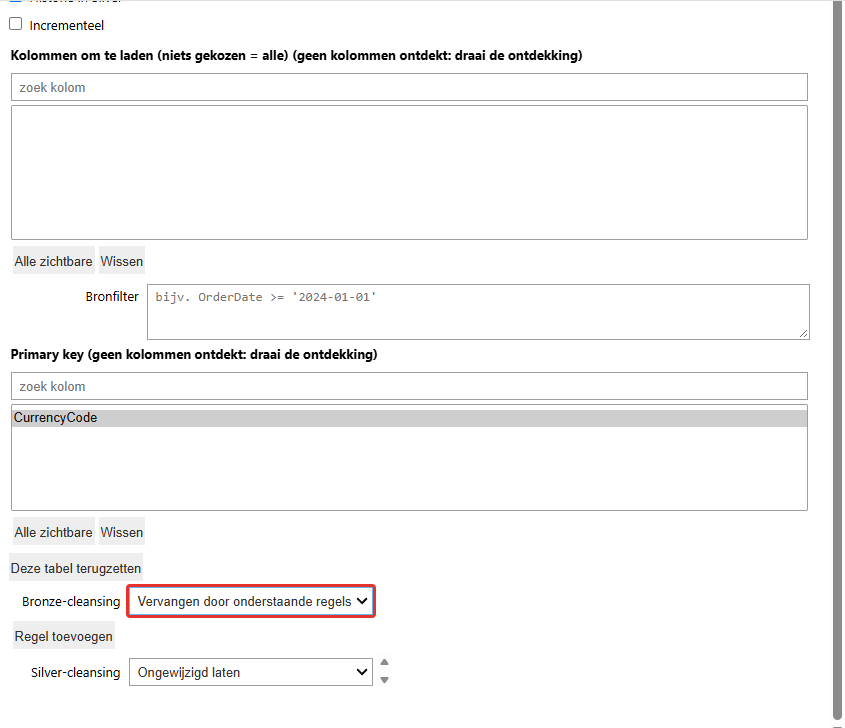 Incrementeel
Kolommen om te laden (niets gekozen = alle) (geen kolommen ontdekt: draai de ontdekking)
zoek kolom
Alle zichtbare Wissen
Bronfilter bijv. OrderDate >= '2024-01-01'
Primary key (geen kolommen ontdekt: draai de ontdekking)
zoek kolom
CurrencyCode
Alle zichtbare Wissen
Deze tabel terugzetten
Bronze-cleansing Vervangen door onderstaande regels
Regel toevoegen
Silver-cleansing Ongewijzigd laten